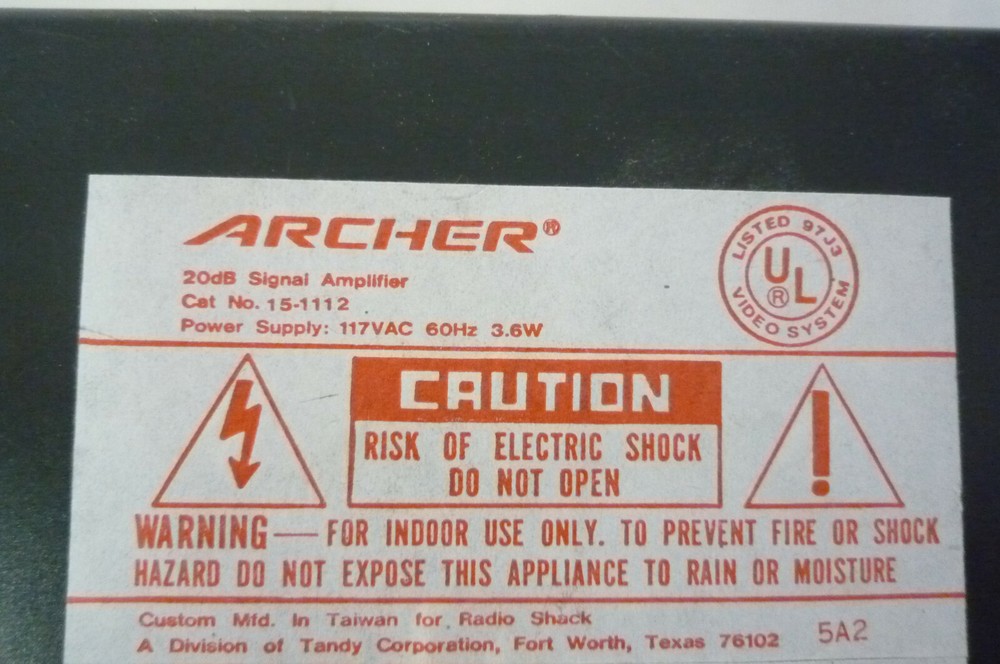 ARCHER®
20dB Signal Amplifier
Cat No. 15-1112
Power Supply: 117VAC 60Hz 3.6W
LISTED 97J3
UL
®
VIDEO SYSTEM
CAUTION
RISK OF ELECTRIC SHOCK
DO NOT OPEN
WARNING — FOR INDOOR USE ONLY. TO PREVENT FIRE OR SHOCK
HAZARD DO NOT EXPOSE THIS APPLIANCE TO RAIN OR MOISTURE
Custom Mfd. In Taiwan for Radio Shack
A Division of Tandy Corporation, Fort Worth, Texas 76102 5A2